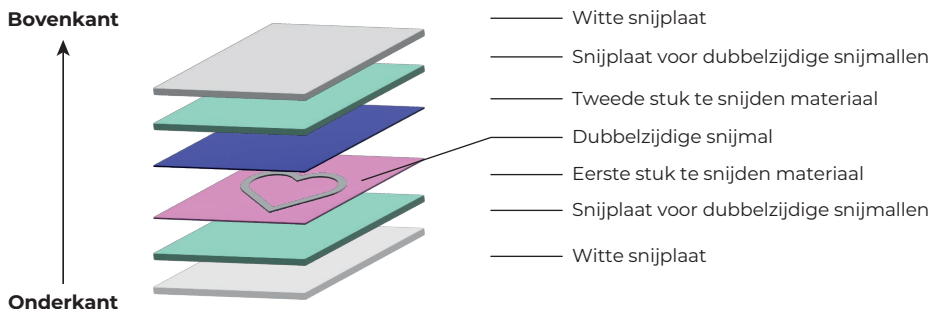 Bovenkant
Witte snijplaat
Snijplaat voor dubbelzijdige snijmallen
Tweede stuk te snijden materiaal
Dubbelzijdige snijmal
Eerste stuk te snijden materiaal
Snijplaat voor dubbelzijdige snijmallen
Witte snijplaat
Onderkant